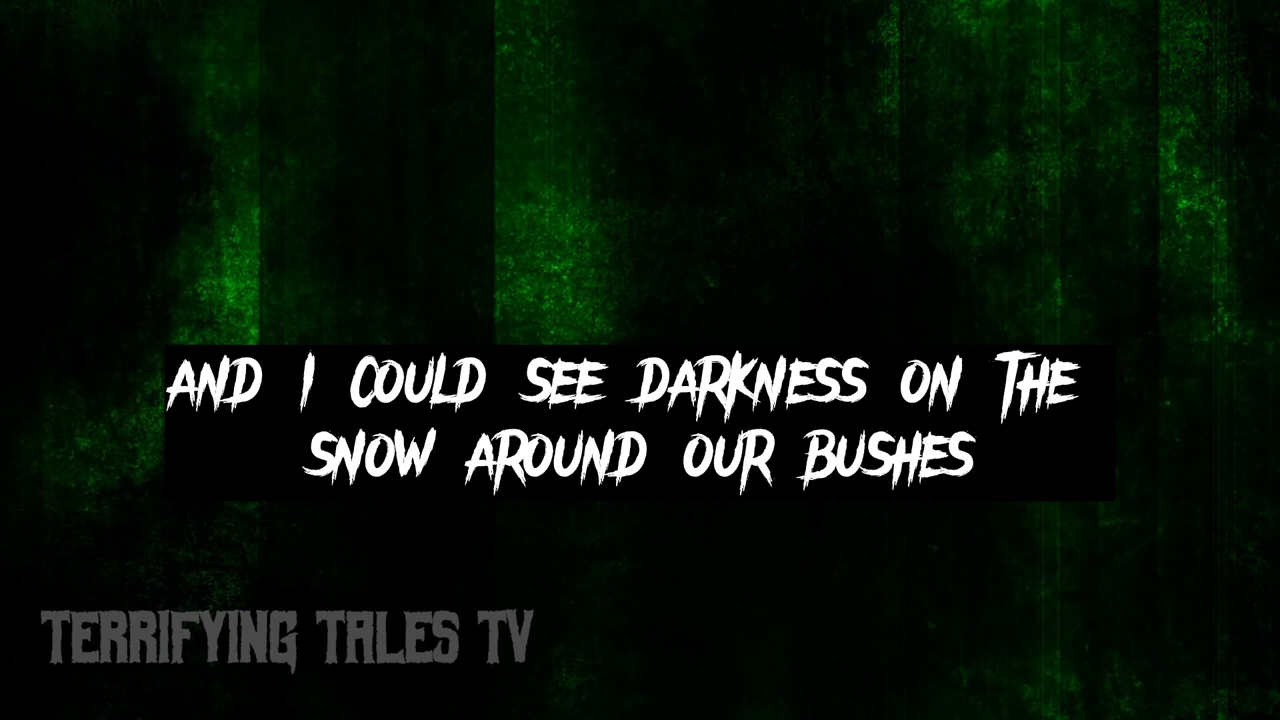 AND I COULD SEE DARKNESS ON THE
SNOW AROUND OUR BUSHES
TERRIFYING TALES TV